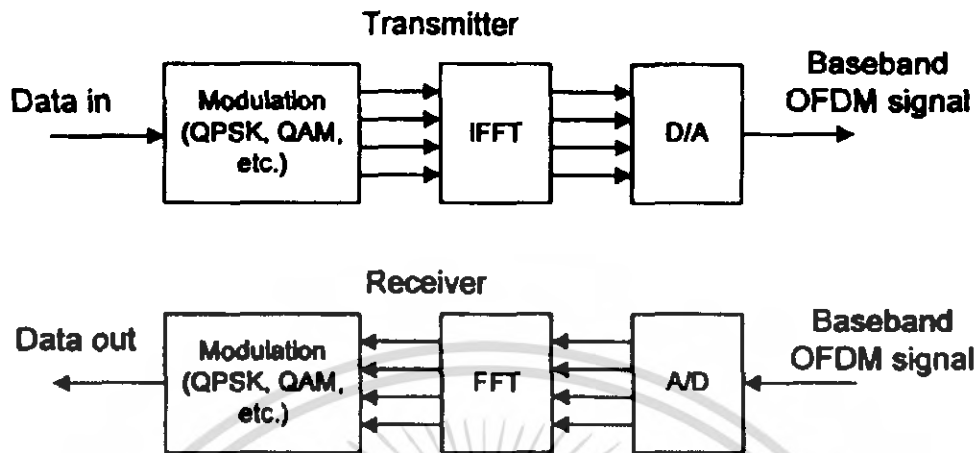 Transmitter
Data in
Modulation
(QPSK, QAM,
etc.)
IFFT
D/A
Baseband
OFDM signal
Receiver
Data out
Modulation
(QPSK, QAM,
etc.)
FFT
A/D
Baseband
OFDM signal